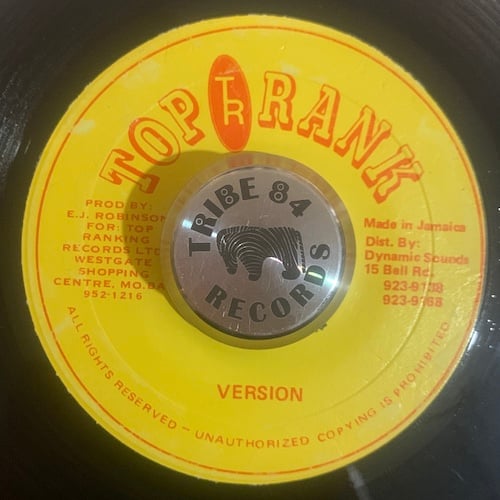 TOP TR RANK
PROD BY:
E.J. ROBINSON
FOR: TOP
RANKING
RECORDS LTD
WESTGATE
SHOPPING
CENTRE, MO.BA
952-1216
TRIBE 84
RECORDS
Made in Jamaica
Dist. By:
Dynamic Sounds
15 Bell Rd.
923-9138
923-9168
VERSION
ALL RIGHTS RESERVED - UNAUTHORIZED COPYING IS PROHIBITED